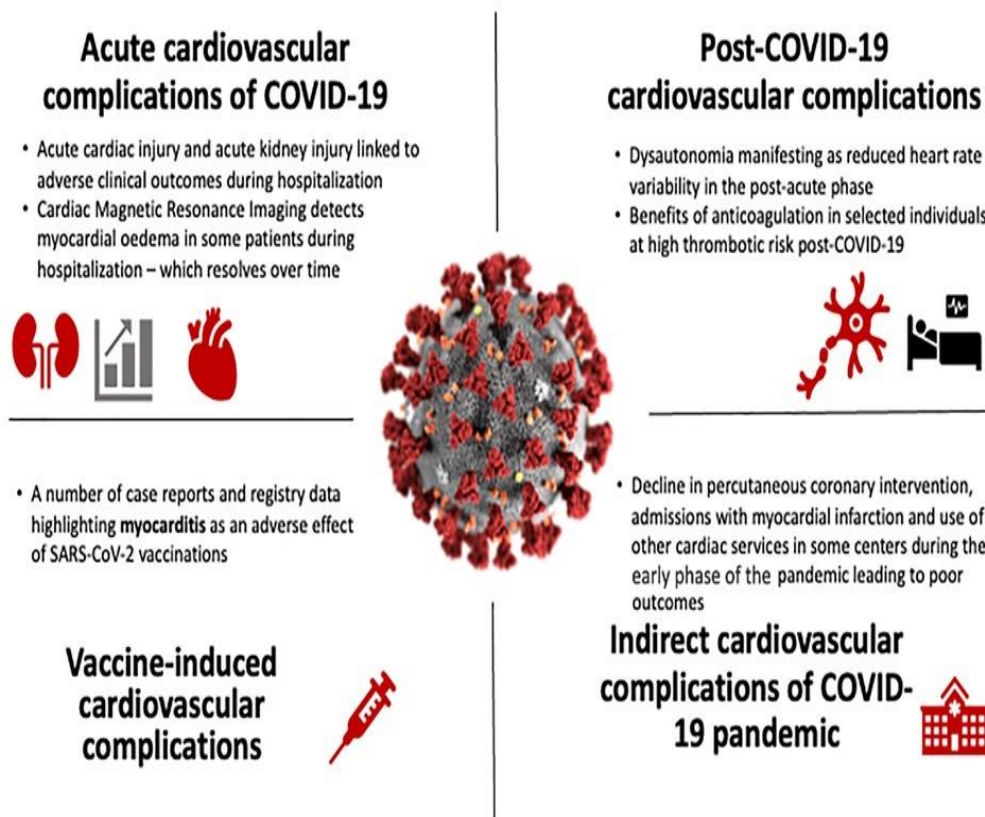 Acute cardiovascular
complications of COVID-19
• Acute cardiac injury and acute kidney injury linked to
adverse clinical outcomes during hospitalization
• Cardiac Magnetic Resonance Imaging detects
myocardial oedema in some patients during
hospitalization – which resolves over time
Post-COVID-19
cardiovascular complications
• Dysautonomia manifesting as reduced heart rate
variability in the post-acute phase
• Benefits of anticoagulation in selected individuals
at high thrombotic risk post-COVID-19
• A number of case reports and registry data
highlighting myocarditis as an adverse effect
of SARS-CoV-2 vaccinations
Vaccine-induced
cardiovascular
complications
• Decline in percutaneous coronary intervention,
admissions with myocardial infarction and use of
other cardiac services in some centers during the
early phase of the pandemic leading to poor
outcomes
Indirect cardiovascular
complications of COVID-
19 pandemic